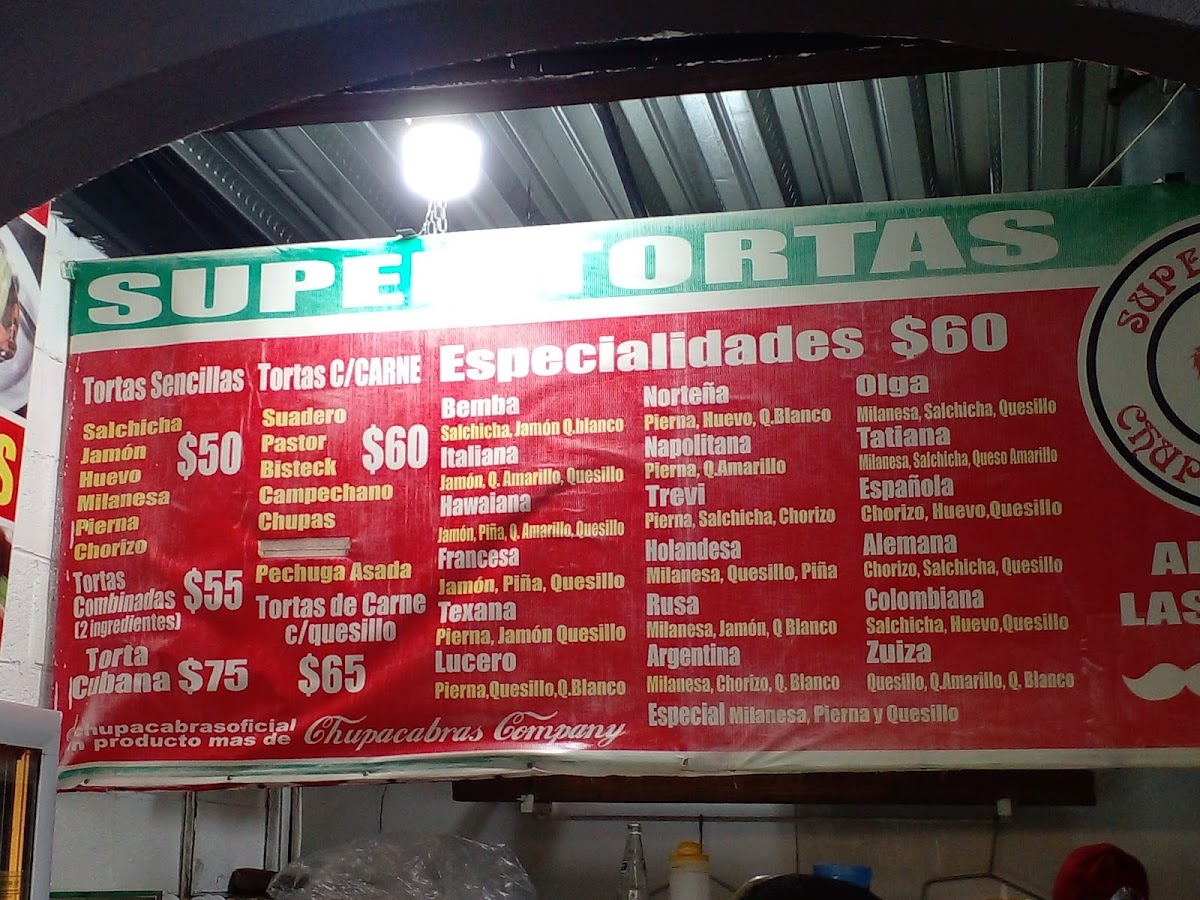 SUPER TORTAS
Tortas Sencillas
Salchicha
Jamón
Huevo
Milanesa
Pierna
Chorizo
$50
Tortas
Combinadas
(2 ingredientes)
$55
Torta
Cubana $75
Tortas C/CARNE
Suadero
Pastor
Bisteck
Campechano
Chupas
$60
Pechuga Asada
Tortas de Carne
c/quesillo
$65
Especialidades $60
Bemba
Salchicha, Jamón Q.blanco
Italiana
Jamón, Q. Amarillo, Quesillo
Hawaiana
Jamón, Piña, Q. Amarillo, Quesillo
Francesa
Jamón, Piña, Quesillo
Texana
Pierna, Jamón Quesillo
Lucero
Pierna,Quesillo,Q.Blanco
Norteña
Pierna, Huevo, Q.Blanco
Napolitana
Pierna, Q.Amarillo
Trevi
Pierna, Salchicha, Chorizo
Holandesa
Milanesa, Quesillo, Piña
Rusa
Milanesa, Jamón, Q Blanco
Argentina
Milanesa, Chorizo, Q. Blanco
Especial Milanesa, Pierna y Quesillo
Olga
Milanesa, Salchicha, Quesillo
Tatiana
Milanesa, Salchicha, Queso Amarillo
Española
Chorizo, Huevo,Quesillo
Alemana
Chorizo, Salchicha, Quesillo
Colombiana
Salchicha, Huevo,Quesillo
Zuiza
Quesillo, Q.Amarillo, Q. Blanco
chupacabrasoficial
n producto mas de
Chupacabras Company
SUPE
CHUP
LAS